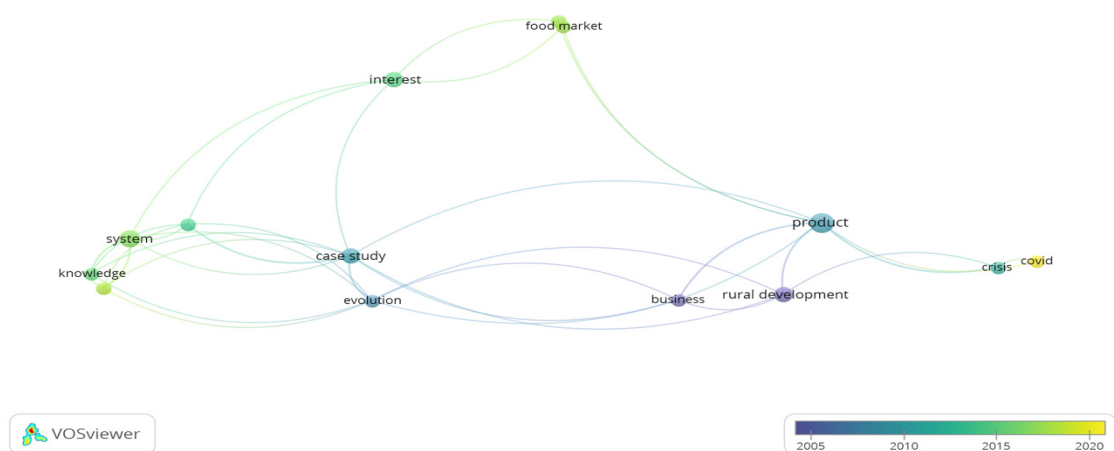 food market
interest
product
system
case study
knowledge
covid
crisis
rural development
evolution
business
VOSviewer
2005
2010
2015
2020